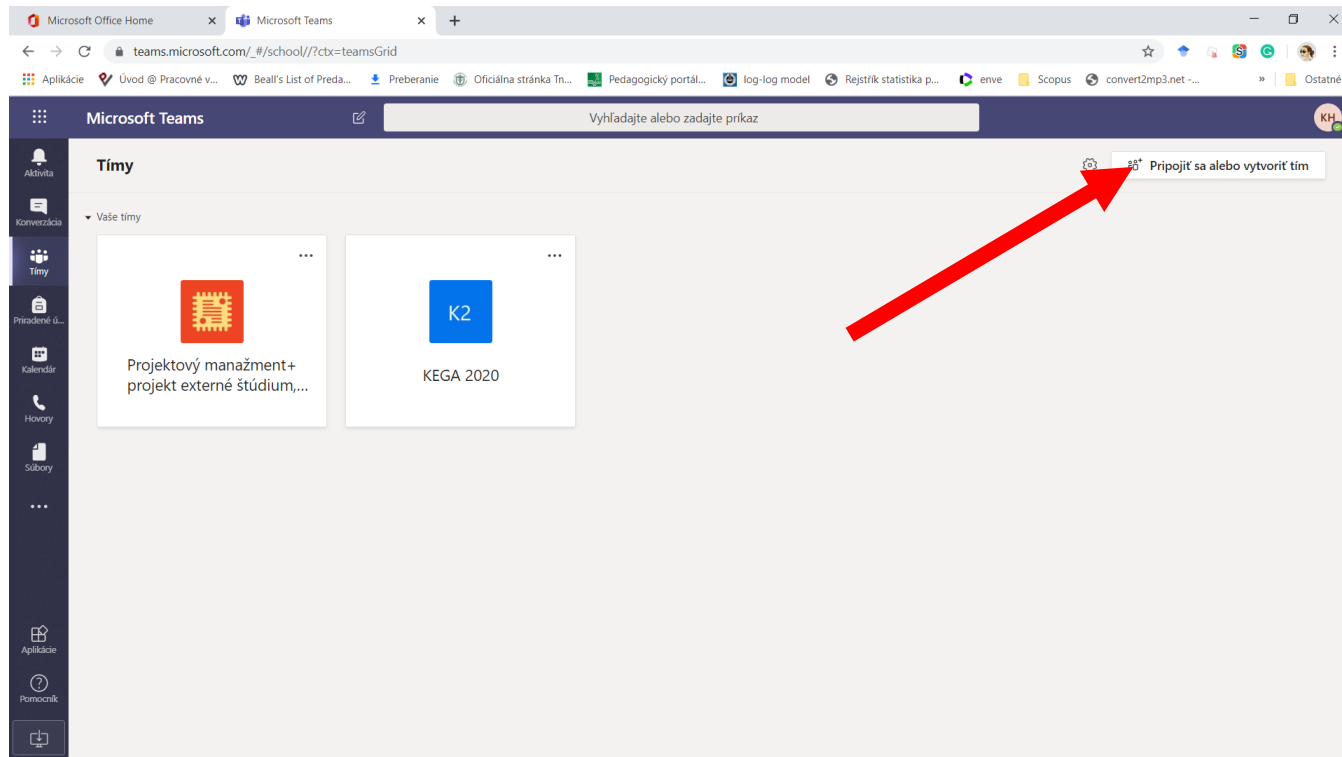 Microsoft Office Home
Microsoft Teams
teams.microsoft.com/_#/school//?ctx=teamsGrid
Aplikácie
Úvod @ Pracovné v...
Beall's List of Preda...
Preberanie
Oficiálna stránka Tn...
Pedagogický portál...
log-log model
Rejstřík statistika p...
enve
Scopus
convert2mp3.net -...
»
Ostatné
Microsoft Teams
Vyhľadajte alebo zadajte príkaz
KH
Aktivita
Konverzácia
Tímy
Priradené ú...
Kalendár
Hovory
Súbory
Aplikácie
Pomocník
Tímy
Pripojiť sa alebo vytvoriť tím
Vaše tímy
Projektový manažment+
projekt externé štúdium,...
K2
KEGA 2020